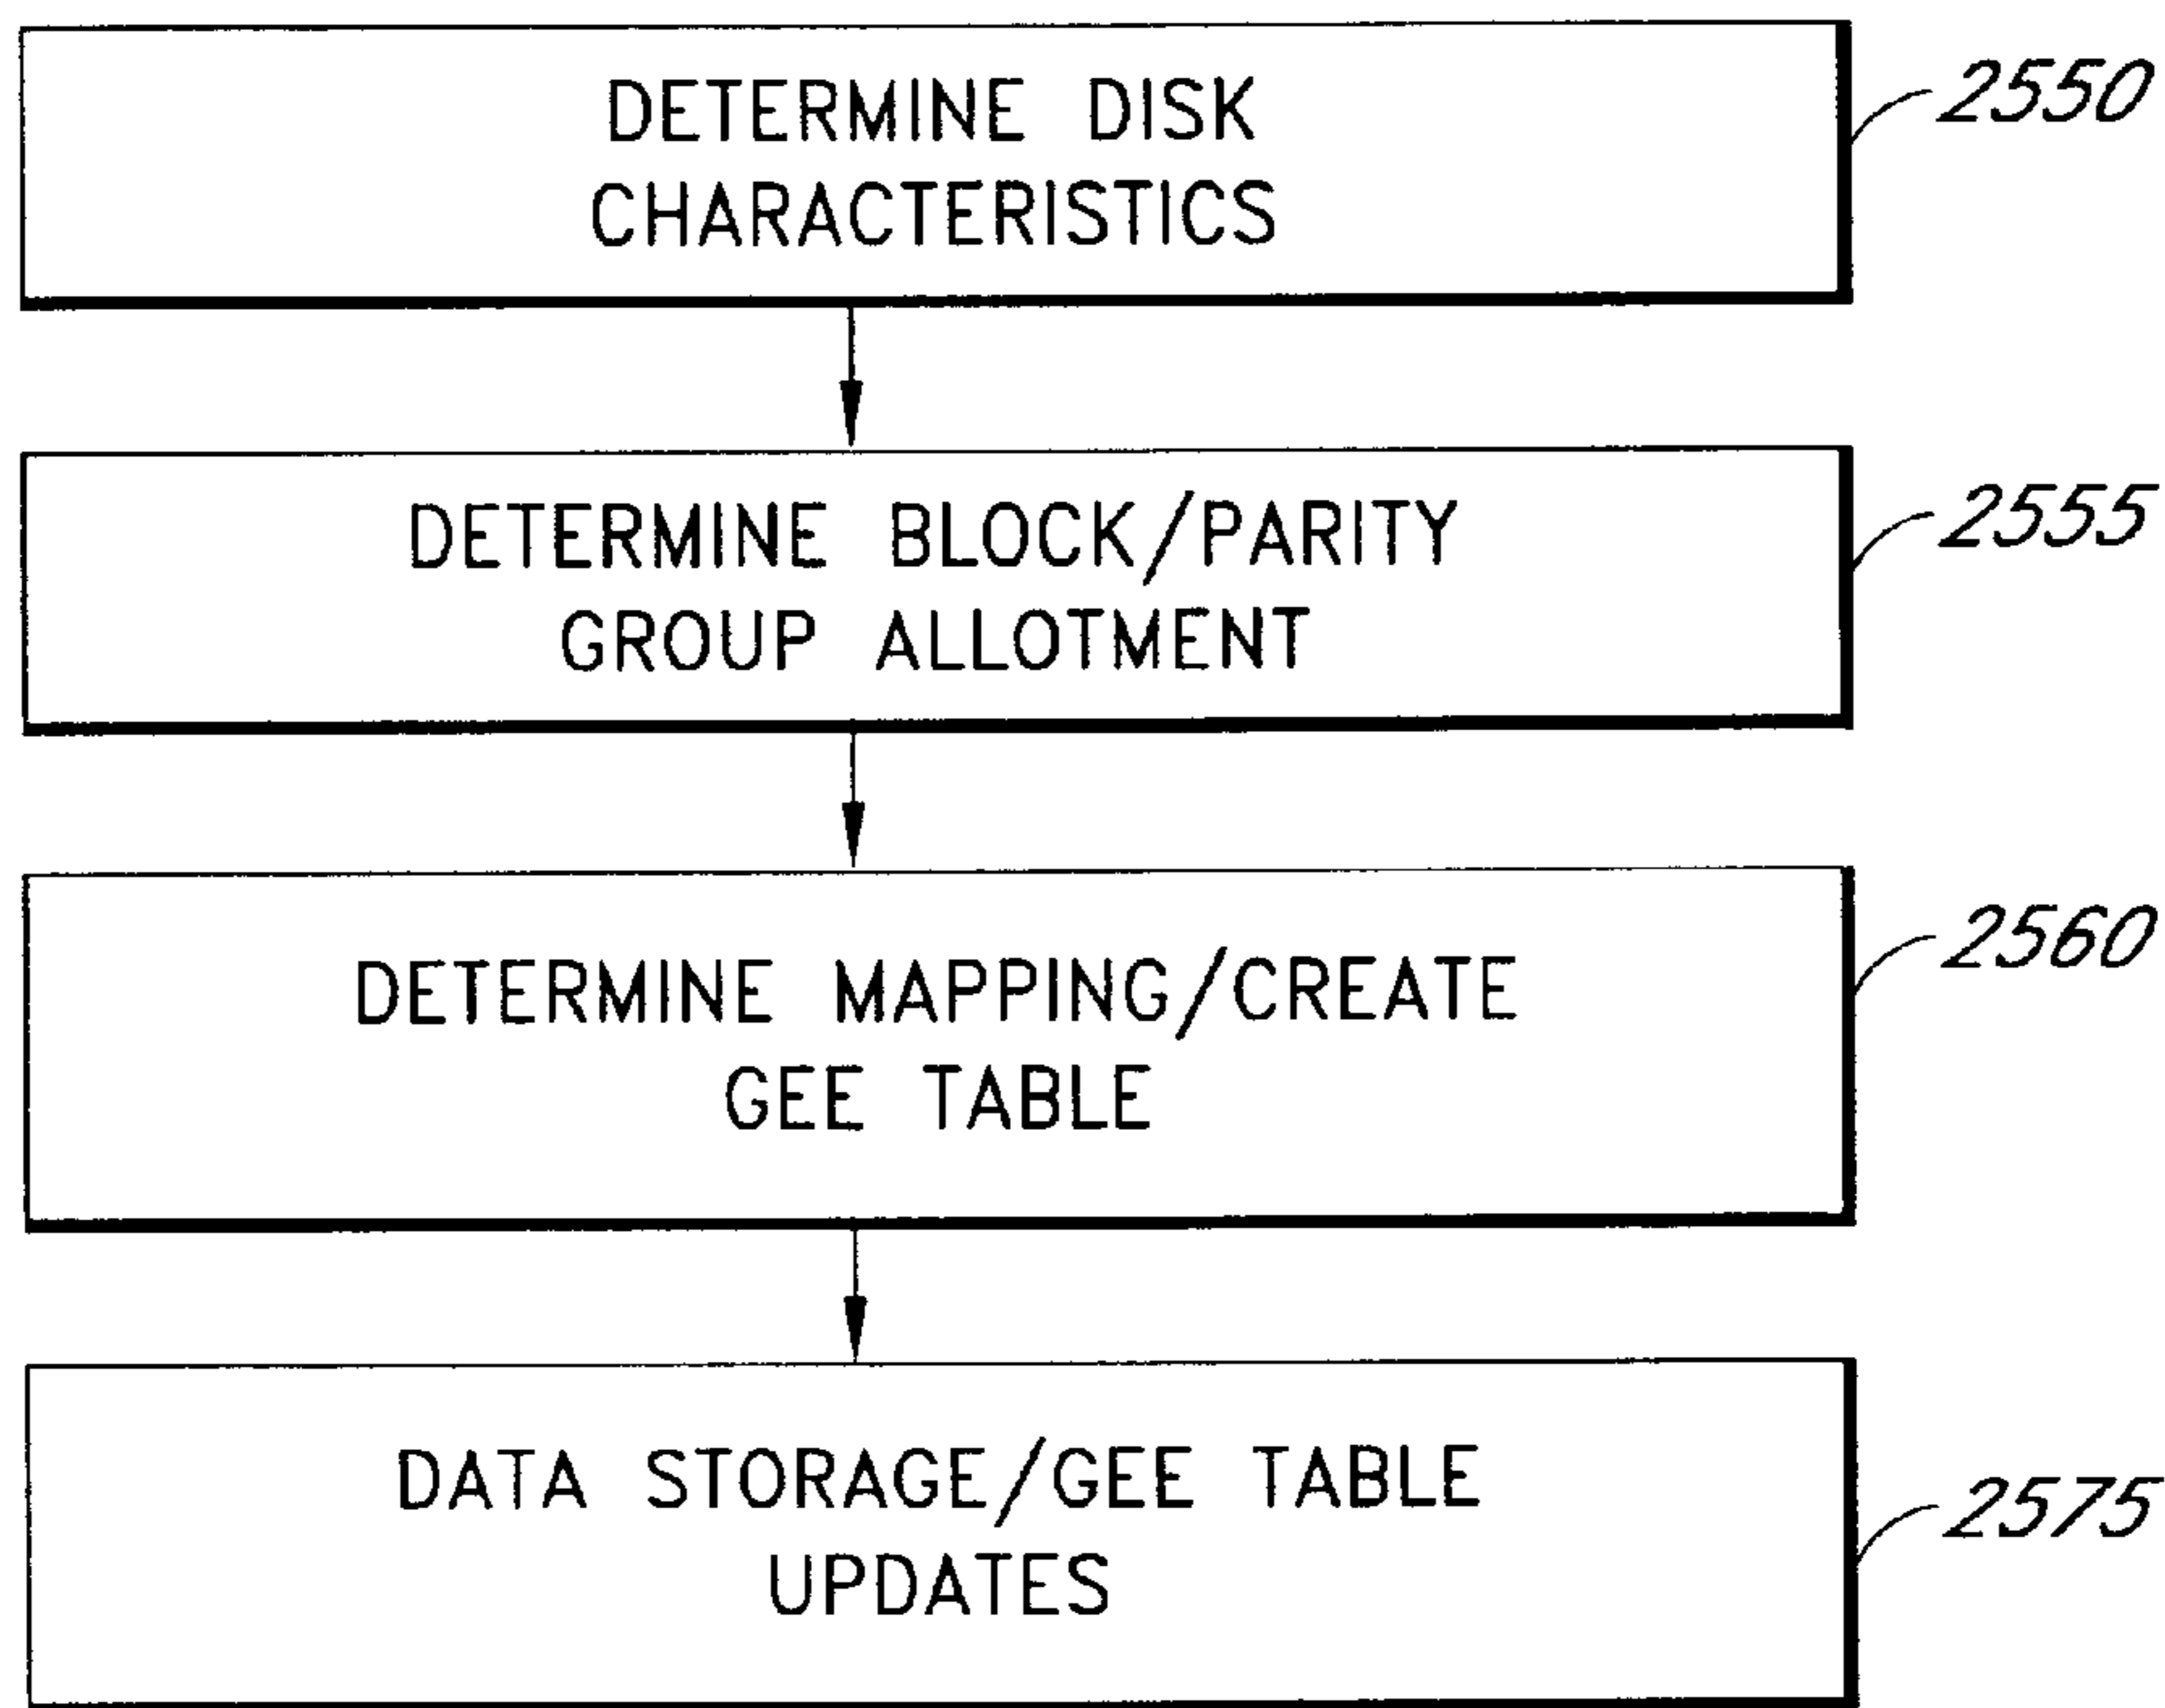 DETERMINE DISK
CHARACTERISTICS
2550
DETERMINE BLOCK/PARITY
GROUP ALLOTMENT
2555
DETERMINE MAPPING/CREATE
GEE TABLE
2560
DATA STORAGE/GEE TABLE
UPDATES
2575